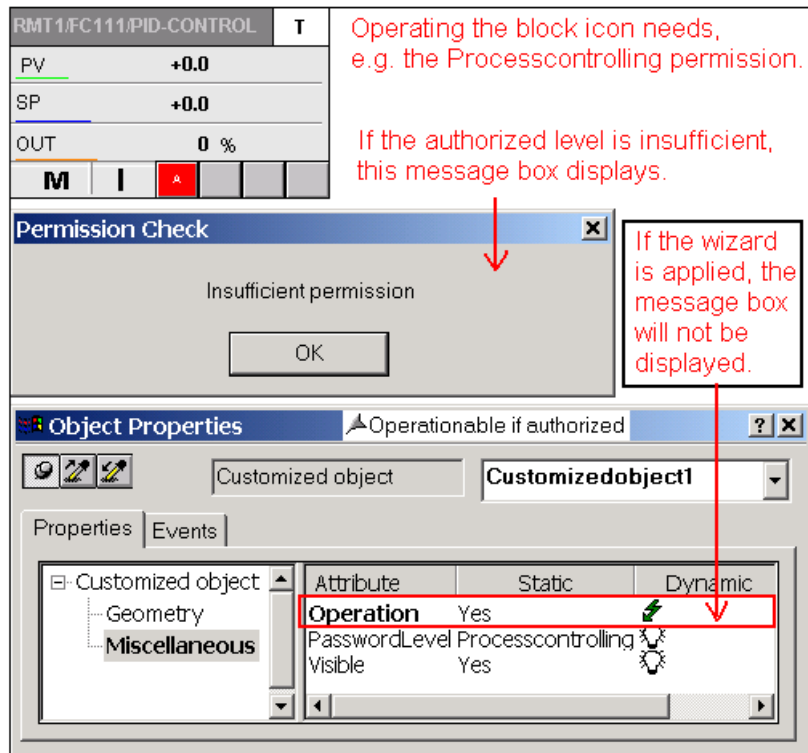 RMT1/FC111/PID-CONTROL T
PV +0.0
SP +0.0
OUT 0 %
M I A
Operating the block icon needs,
e.g. the Processcontrolling permission.
If the authorized level is insufficient,
this message box displays.
Permission Check
Insufficient permission
OK
If the wizard
is applied, the
message box
will not be
displayed.
Object Properties Operationable if authorized
Customized object Customizedobject1
Properties Events
Customized object
Geometry
Miscellaneous
Attribute Static Dynamic
Operation Yes
PasswordLevel Processcontrolling
Visible Yes